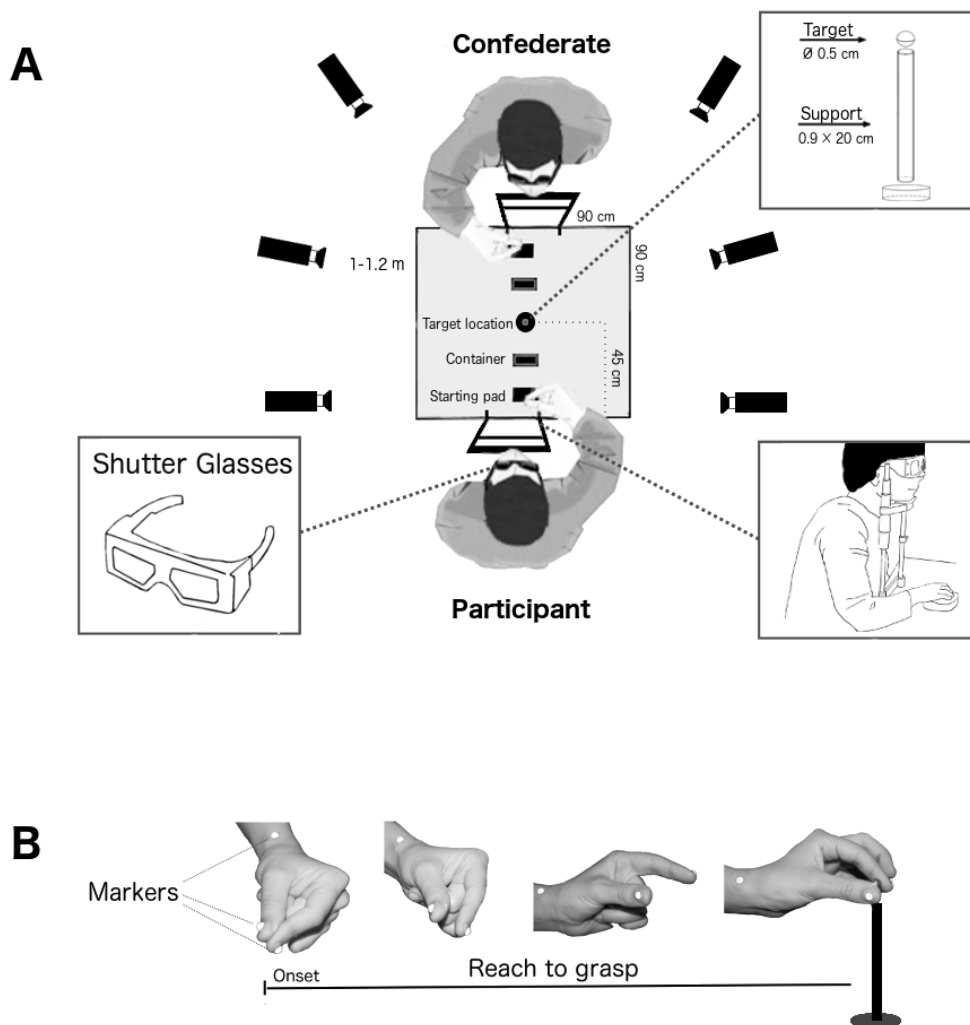 A
Confederate
Target
Ø 0.5 cm
Support
0.9 × 20 cm
90 cm
90 cm
1-1.2 m
Target location
Container
45 cm
Starting pad
Shutter Glasses
Participant
B
Markers
Onset
Reach to grasp